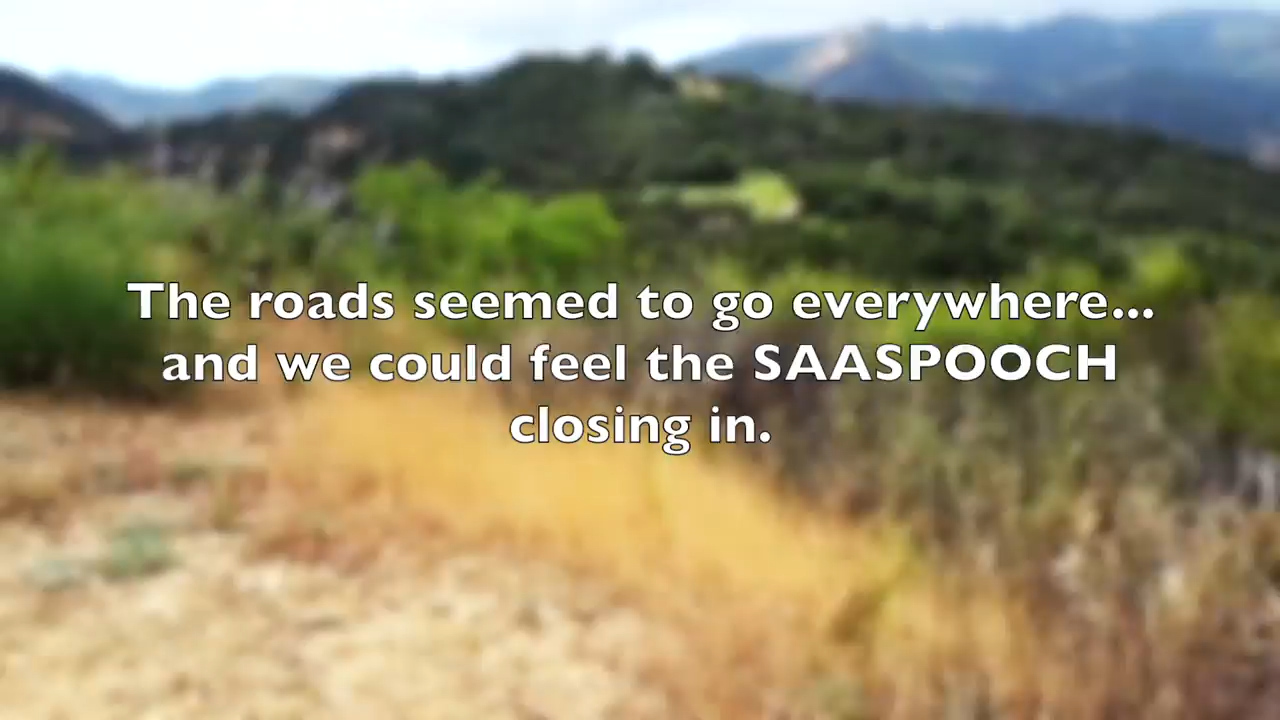 The roads seemed to go everywhere...
and we could feel the SAASPOOCH
closing in.